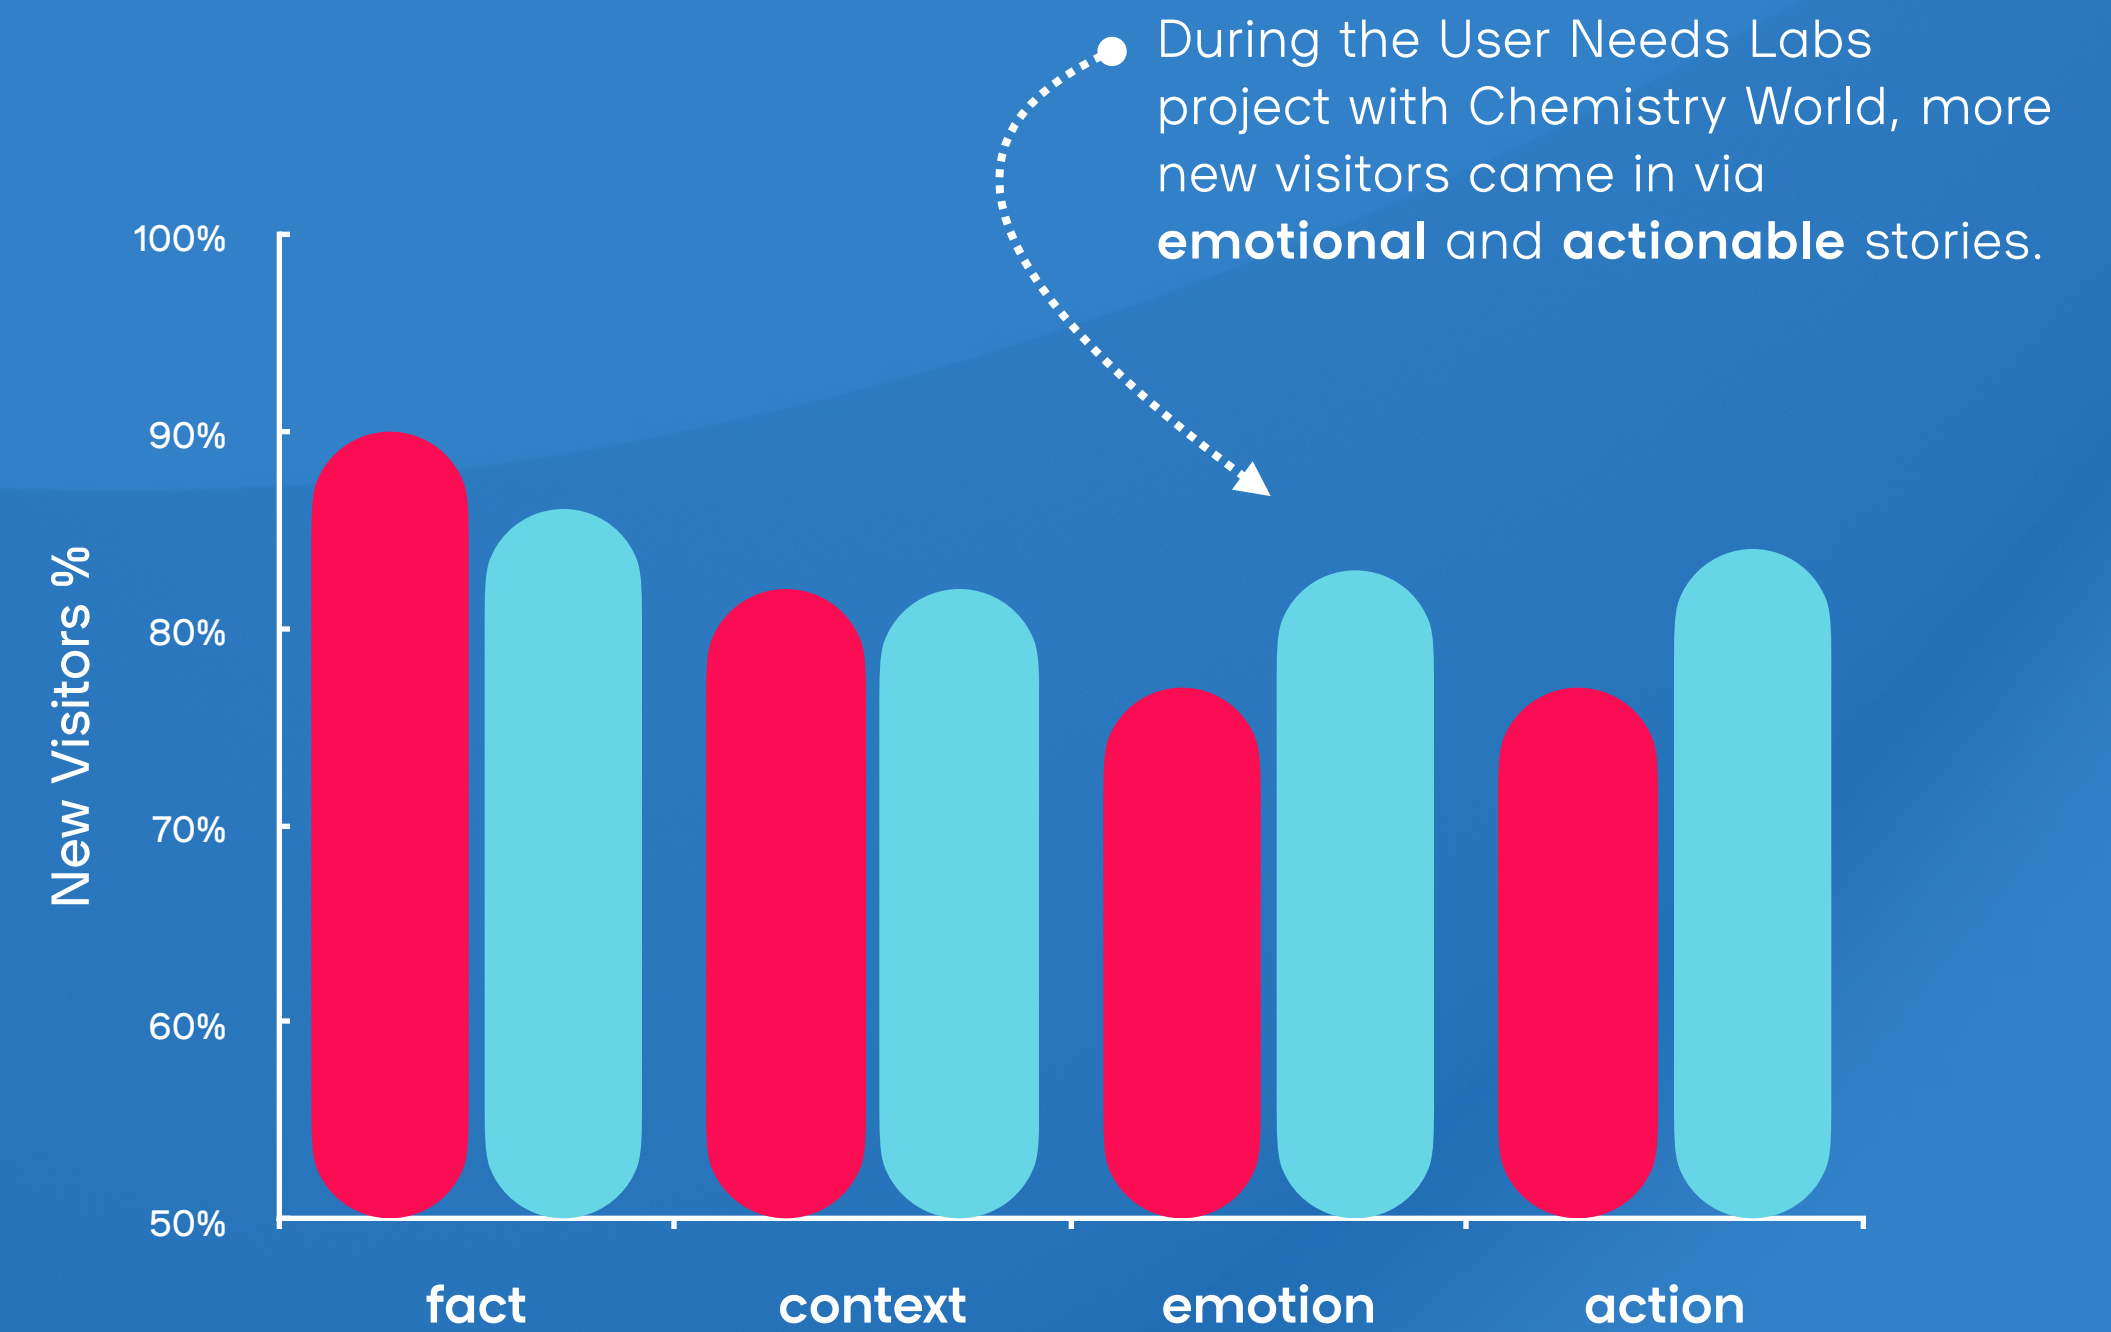 During the User Needs Labs
project with Chemistry World, more
new visitors came in via
emotional and actionable stories.
100%
90%
80%
70%
60%
50%
New Visitors %
fact
context
emotion
action